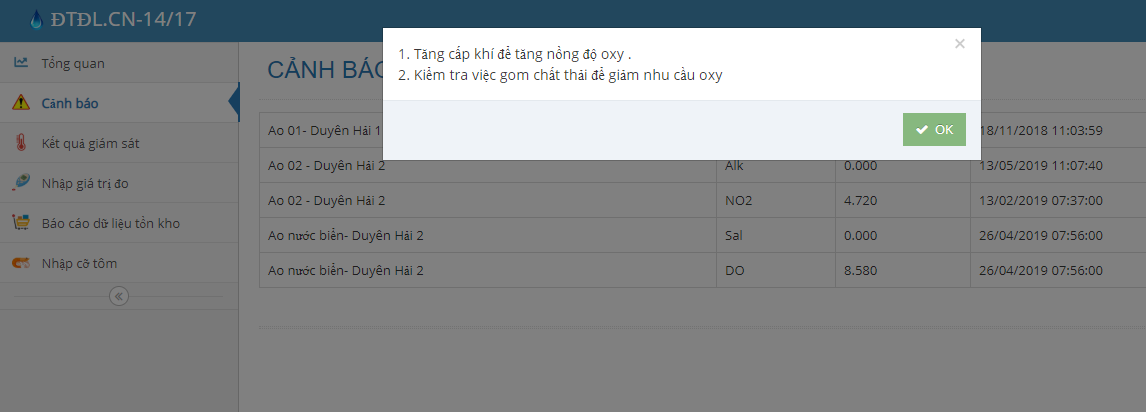 ĐTĐL.CN-14/17
1. Tăng cấp khí để tăng nồng độ oxy .
2. Kiểm tra việc gom chất thải để giảm nhu cầu oxy
×
OK
Tổng quan
Cảnh báo
Kết quả giám sát
Nhập giá trị đo
Báo cáo dữ liệu tồn kho
Nhập cỡ tôm
CẢNH BÁO
Ao 01- Duyên Hải 1 18/11/2018 11:03:59
Ao 02 - Duyên Hải 2 Alk 0.000 13/05/2019 11:07:40
Ao 02 - Duyên Hải 2 NO2 4.720 13/02/2019 07:37:00
Ao nước biển- Duyên Hải 2 Sal 0.000 26/04/2019 07:56:00
Ao nước biển- Duyên Hải 2 DO 8.580 26/04/2019 07:56:00